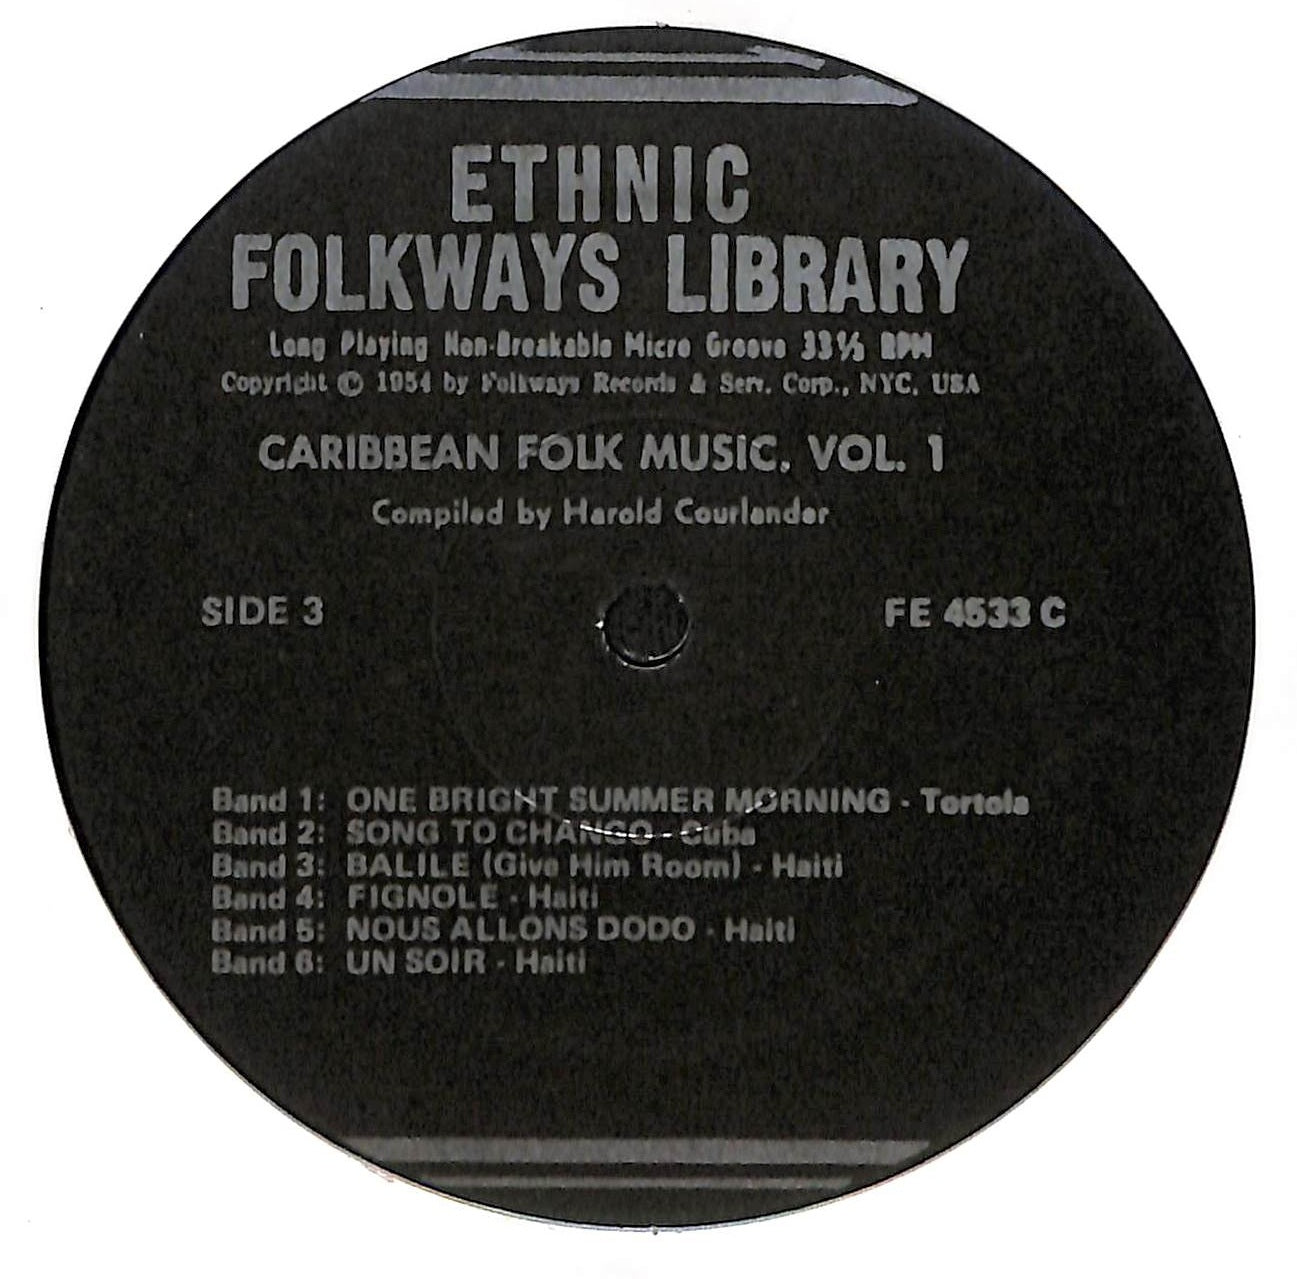 ETHNIC
FOLKWAYS LIBRARY
Long Playing Non-Breakable Micro Groove 33⅓ RPM
Copyright © 1954 by Folkways Records & Serv. Corp., NYC, USA
CARIBBEAN FOLK MUSIC, VOL. 1
Compiled by Harold Courlander
SIDE 3 FE 4533 C
Band 1: ONE BRIGHT SUMMER MORNING - Tortola
Band 2: SONG TO CHANGO - Cuba
Band 3: BALILE (Give Him Room) - Haiti
Band 4: FIGNOLE - Haiti
Band 5: NOUS ALLONS DODO - Haiti
Band 6: UN SOIR - Haiti